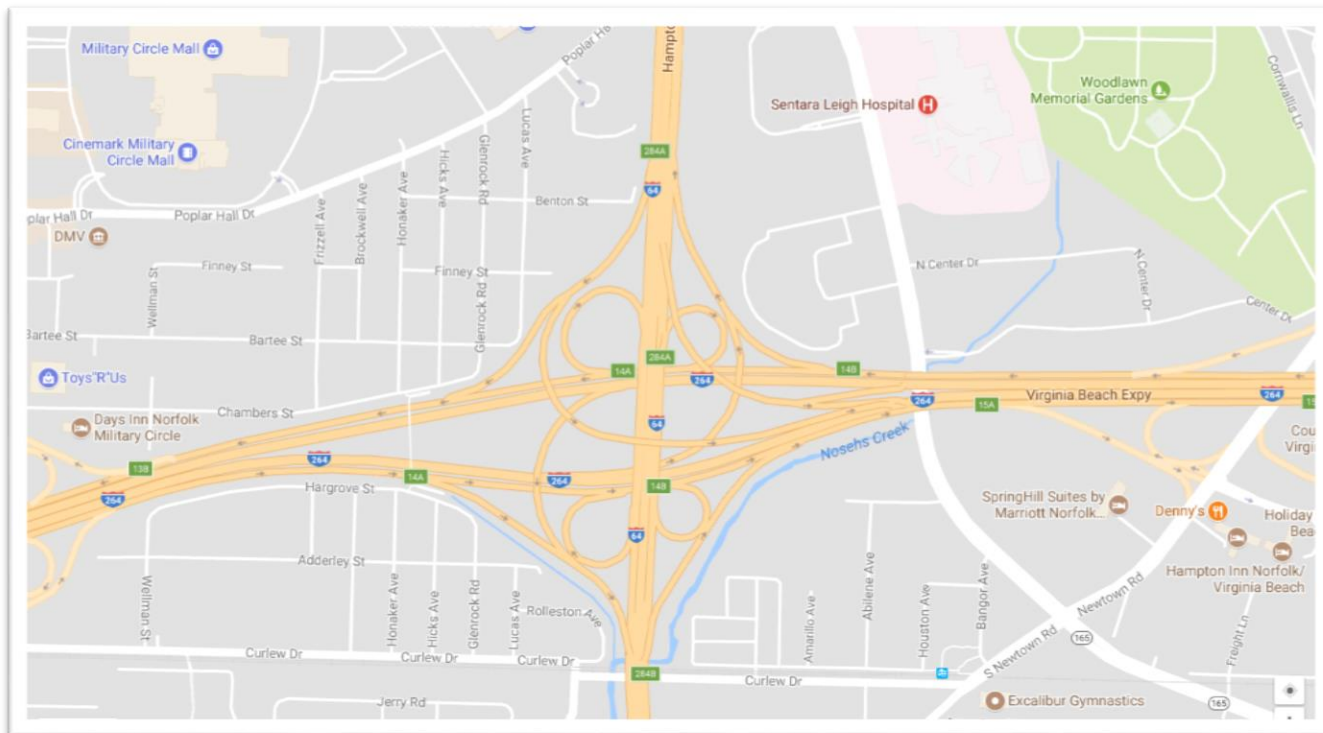 Military Circle Mall
Cinemark Military
Circle Mall
Poplar Hall Dr
DMV
Finney St
Wellman St
Bartee St
Bartee St
Toys"R"Us
Days Inn Norfolk
Military Circle
Chambers St
13B
264
Frizzell Ave
Brockwell Ave
Honaker Ave
Hicks Ave
Glenrock Rd
Lucas Ave
Benton St
Finney St
Glenrock Rd
284A
64
284A
14A
264
14B
64
264
14A
264
14B
64
Hargrove St
Adderley St
Wellman St
Honaker Ave
Hicks Ave
Glenrock Rd
Lucas Ave
Rolleston Ave
Curlew Dr
Curlew Dr
Curlew Dr
Jerry Rd
284B
Sentara Leigh Hospital
H
Woodlawn
Memorial Gardens
Cornwallis Ln
N Center Dr
N Center Dr
264
15A
Virginia Beach Expy
264
Nosehs Creek
SpringHill Suites by
Marriott Norfolk...
Denny's
Holiday
Hampton Inn Norfolk/
Virginia Beach
Amarillo Ave
Abilene Ave
Houston Ave
Bangor Ave
Newtown Rd
S Newtown Rd
165
Freight Ln
Curlew Dr
Excalibur Gymnastics
165